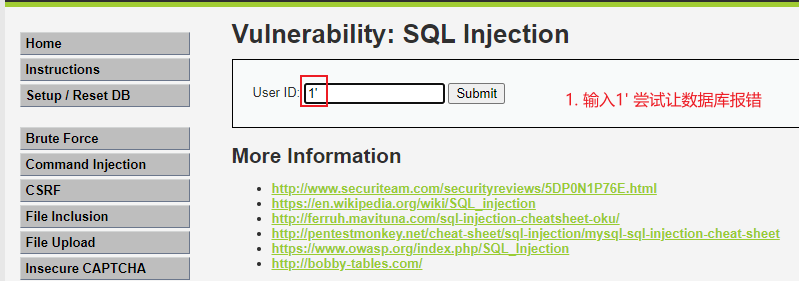 Vulnerability: SQL Injection
Home
Instructions
Setup / Reset DB
Brute Force
Command Injection
CSRF
File Inclusion
File Upload
Insecure CAPTCHA
User ID: 1' Submit
1. 输入1' 尝试让数据库报错
More Information
http://www.securiteam.com/securityreviews/5DP0N1P76E.html
https://en.wikipedia.org/wiki/SQL_injection
http://ferruh.mavituna.com/sql-injection-cheatsheet-oku/
http://pentestmonkey.net/cheat-sheet/sql-injection/mysql-sql-injection-cheat-sheet
https://www.owasp.org/index.php/SQL_Injection
http://bobby-tables.com/